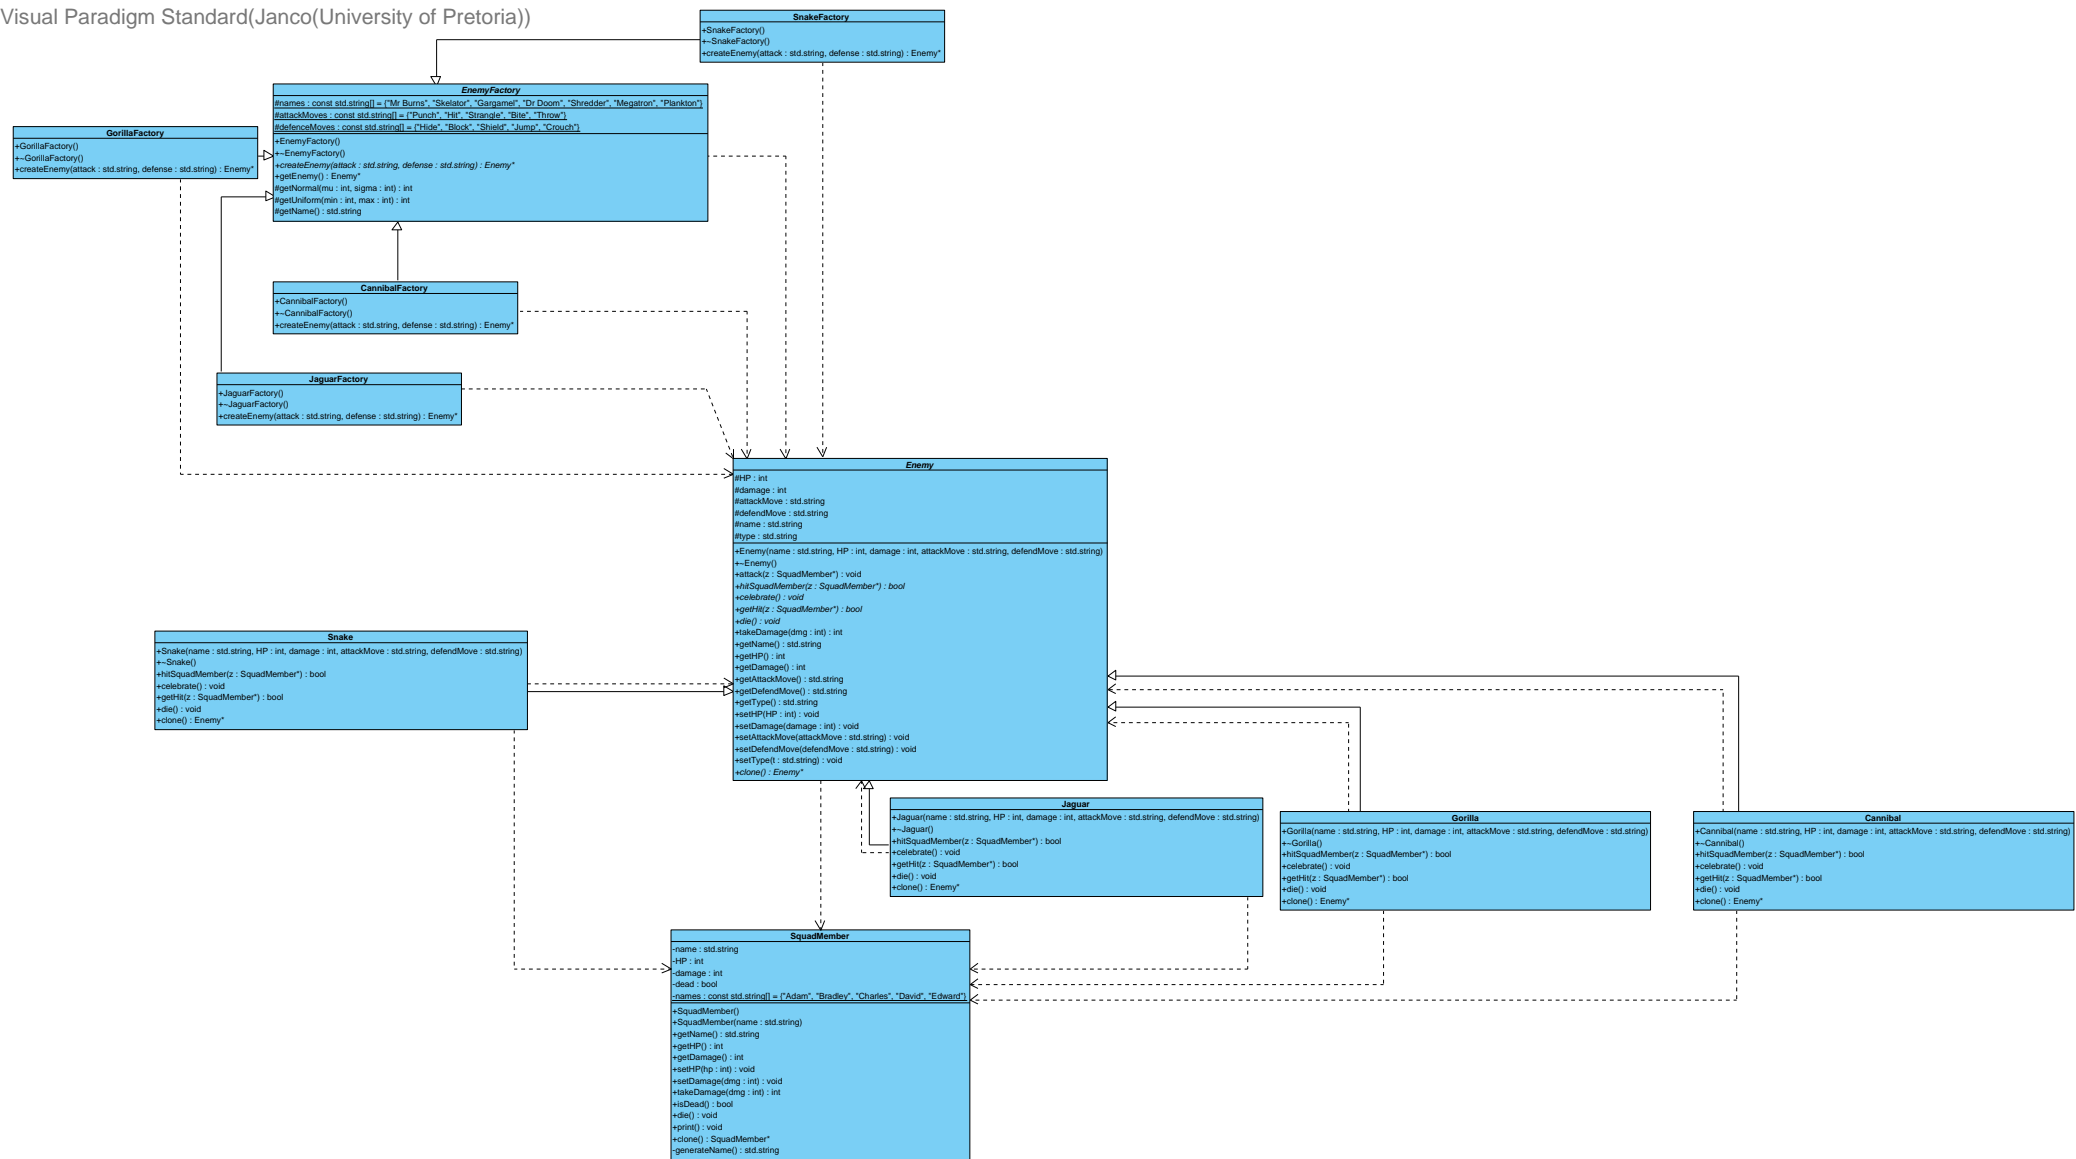 Visual Paradigm Standard(Janco(University of Pretoria))
SnakeFactory
+SnakeFactory()
+~SnakeFactory()
+createEnemy(attack : std.string, defense : std.string) : Enemy*
EnemyFactory
#names : const std.string[] = {"Mr Burns", "Skelator", "Gargamel", "Dr Doom", "Shredder", "Megatron", "Plankton"}
#attackMoves : const std.string[] = {"Punch", "Hit", "Strangle", "Bite", "Throw"}
#defenceMoves : const std.string[] = {"Hide", "Block", "Shield", "Jump", "Crouch"}
+EnemyFactory()
+~EnemyFactory()
+createEnemy(attack : std.string, defense : std.string) : Enemy*
+getEnemy() : Enemy*
#getNormal(mu : int, sigma : int) : int
#getUniform(min : int, max : int) : int
#getName() : std.string
GorillaFactory
+GorillaFactory()
+~GorillaFactory()
+createEnemy(attack : std.string, defense : std.string) : Enemy*
CannibalFactory
+CannibalFactory()
+~CannibalFactory()
+createEnemy(attack : std.string, defense : std.string) : Enemy*
JaguarFactory
+JaguarFactory()
+~JaguarFactory()
+createEnemy(attack : std.string, defense : std.string) : Enemy*
Enemy
#HP : int
#damage : int
#attackMove : std.string
#defendMove : std.string
#name : std.string
#type : std.string
+Enemy(name : std.string, HP : int, damage : int, attackMove : std.string, defendMove : std.string)
+~Enemy()
+attack(z : SquadMember*) : void
+hitSquadMember(z : SquadMember*) : bool
+celebrate() : void
+getHit(z : SquadMember*) : bool
+die() : void
+takeDamage(dmg : int) : int
+getName() : std.string
+getHP() : int
+getDamage() : int
+getAttackMove() : std.string
+getDefendMove() : std.string
+getType() : std.string
+setHP(HP : int) : void
+setDamage(damage : int) : void
+setAttackMove(attackMove : std.string) : void
+setDefendMove(defendMove : std.string) : void
+setType(t : std.string) : void
+clone() : Enemy*
Snake
+Snake(name : std.string, HP : int, damage : int, attackMove : std.string, defendMove : std.string)
+~Snake()
+hitSquadMember(z : SquadMember*) : bool
+celebrate() : void
+getHit(z : SquadMember*) : bool
+die() : void
+clone() : Enemy*
Jaguar
+Jaguar(name : std.string, HP : int, damage : int, attackMove : std.string, defendMove : std.string)
+~Jaguar()
+hitSquadMember(z : SquadMember*) : bool
+celebrate() : void
+getHit(z : SquadMember*) : bool
+die() : void
+clone() : Enemy*
Gorilla
+Gorilla(name : std.string, HP : int, damage : int, attackMove : std.string, defendMove : std.string)
+~Gorilla()
+hitSquadMember(z : SquadMember*) : bool
+celebrate() : void
+getHit(z : SquadMember*) : bool
+die() : void
+clone() : Enemy*
Cannibal
+Cannibal(name : std.string, HP : int, damage : int, attackMove : std.string, defendMove : std.string)
+~Cannibal()
+hitSquadMember(z : SquadMember*) : bool
+celebrate() : void
+getHit(z : SquadMember*) : bool
+die() : void
+clone() : Enemy*
SquadMember
-name : std.string
-HP : int
-damage : int
-dead : bool
-names : const std.string[] = {"Adam", "Bradley", "Charles", "David", "Edward"}
+SquadMember()
+SquadMember(name : std.string)
+getName() : std.string
+getHP() : int
+getDamage() : int
+setHP(hp : int) : void
+setDamage(dmg : int) : void
+takeDamage(dmg : int) : int
+isDead() : bool
+die() : void
+print() : void
+clone() : SquadMember*
-generateName() : std.string